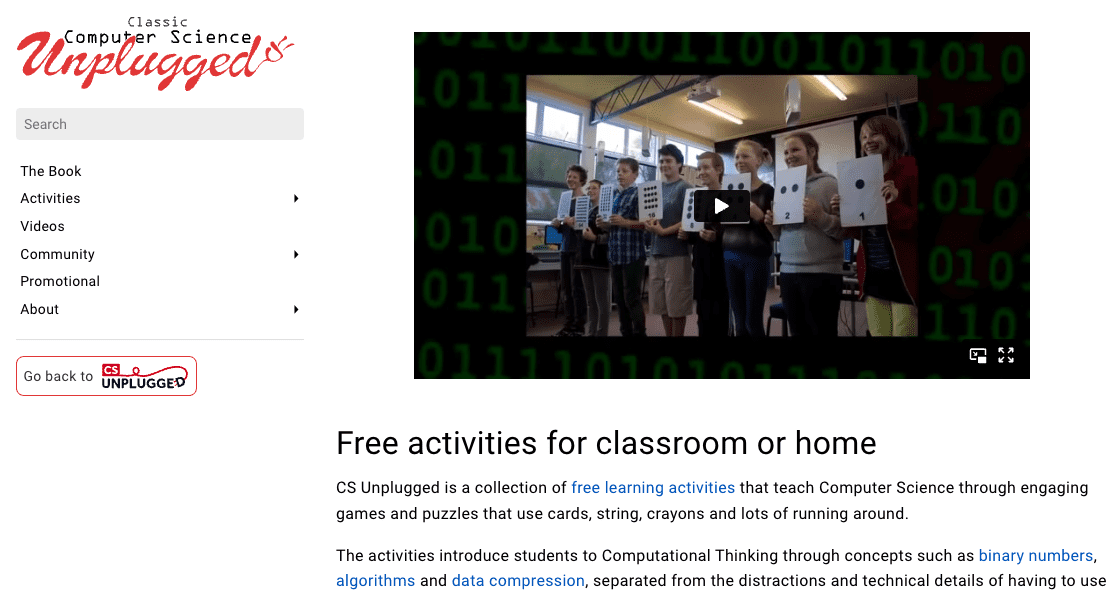 Classic
Computer Science
Unplugged
Search
The Book
Activities
Videos
Community
Promotional
About
Go back to CS UNPLUGGED
16
2
1
Free activities for classroom or home
CS Unplugged is a collection of free learning activities that teach Computer Science through engaging
games and puzzles that use cards, string, crayons and lots of running around.
The activities introduce students to Computational Thinking through concepts such as binary numbers,
algorithms and data compression, separated from the distractions and technical details of having to use